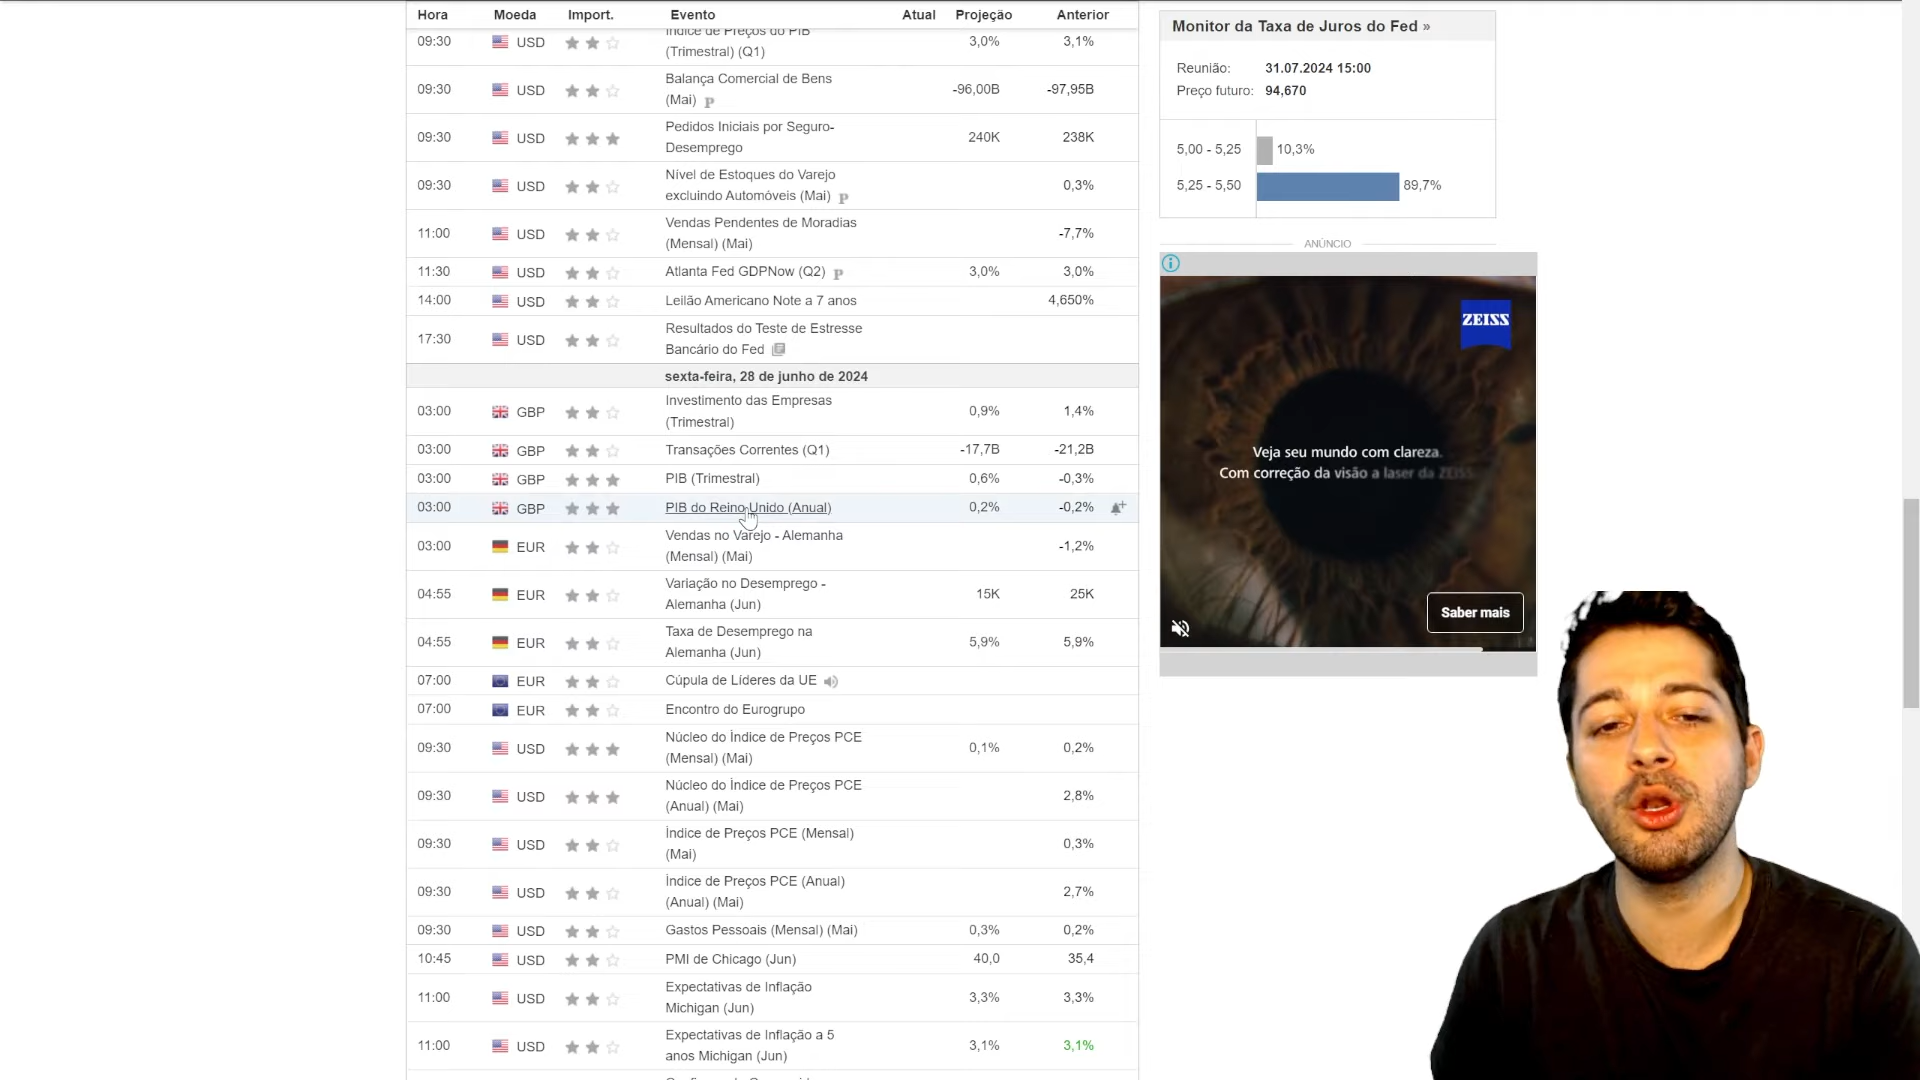 Hora Moeda Import. Evento Atual Projeção Anterior
09:30 USD Índice de Preços do PIB (Trimestral) (Q1) 3,0% 3,1%
09:30 USD Balança Comercial de Bens (Mai) P -96,00B -97,95B
09:30 USD Pedidos Iniciais por Seguro-Desemprego 240K 238K
09:30 USD Nível de Estoques do Varejo excluindo Automóveis (Mai) P 0,3%
11:00 USD Vendas Pendentes de Moradias (Mensal) (Mai) -7,7%
11:30 USD Atlanta Fed GDPNow (Q2) P 3,0% 3,0%
14:00 USD Leilão Americano Note a 7 anos 4,650%
17:30 USD Resultados do Teste de Estresse Bancário do Fed
sexta-feira, 28 de junho de 2024
03:00 GBP Investimento das Empresas (Trimestral) 0,9% 1,4%
03:00 GBP Transações Correntes (Q1) -17,7B -21,2B
03:00 GBP PIB (Trimestral) 0,6% -0,3%
03:00 GBP PIB do Reino Unido (Anual) 0,2% -0,2%
03:00 EUR Vendas no Varejo - Alemanha (Mensal) (Mai) -1,2%
04:55 EUR Variação no Desemprego - Alemanha (Jun) 15K 25K
04:55 EUR Taxa de Desemprego na Alemanha (Jun) 5,9% 5,9%
07:00 EUR Cúpula de Líderes da UE
07:00 EUR Encontro do Eurogrupo
09:30 USD Núcleo do Índice de Preços PCE (Mensal) (Mai) 0,1% 0,2%
09:30 USD Núcleo do Índice de Preços PCE (Anual) (Mai) 2,8%
09:30 USD Índice de Preços PCE (Mensal) (Mai) 0,3%
09:30 USD Índice de Preços PCE (Anual) (Anual) (Mai) 2,7%
09:30 USD Gastos Pessoais (Mensal) (Mai) 0,3% 0,2%
10:45 USD PMI de Chicago (Jun) 40,0 35,4
11:00 USD Expectativas de Inflação Michigan (Jun) 3,3% 3,3%
11:00 USD Expectativas de Inflação a 5 anos Michigan (Jun) 3,1% 3,1%
Monitor da Taxa de Juros do Fed »
Reunião: 31.07.2024 15:00
Preço futuro: 94,670
5,00 - 5,25 10,3%
5,25 - 5,50 89,7%
ANÚNCIO
ZEISS
Veja seu mundo com clareza.
Com correção da visão a laser da ZEISS
Saber mais